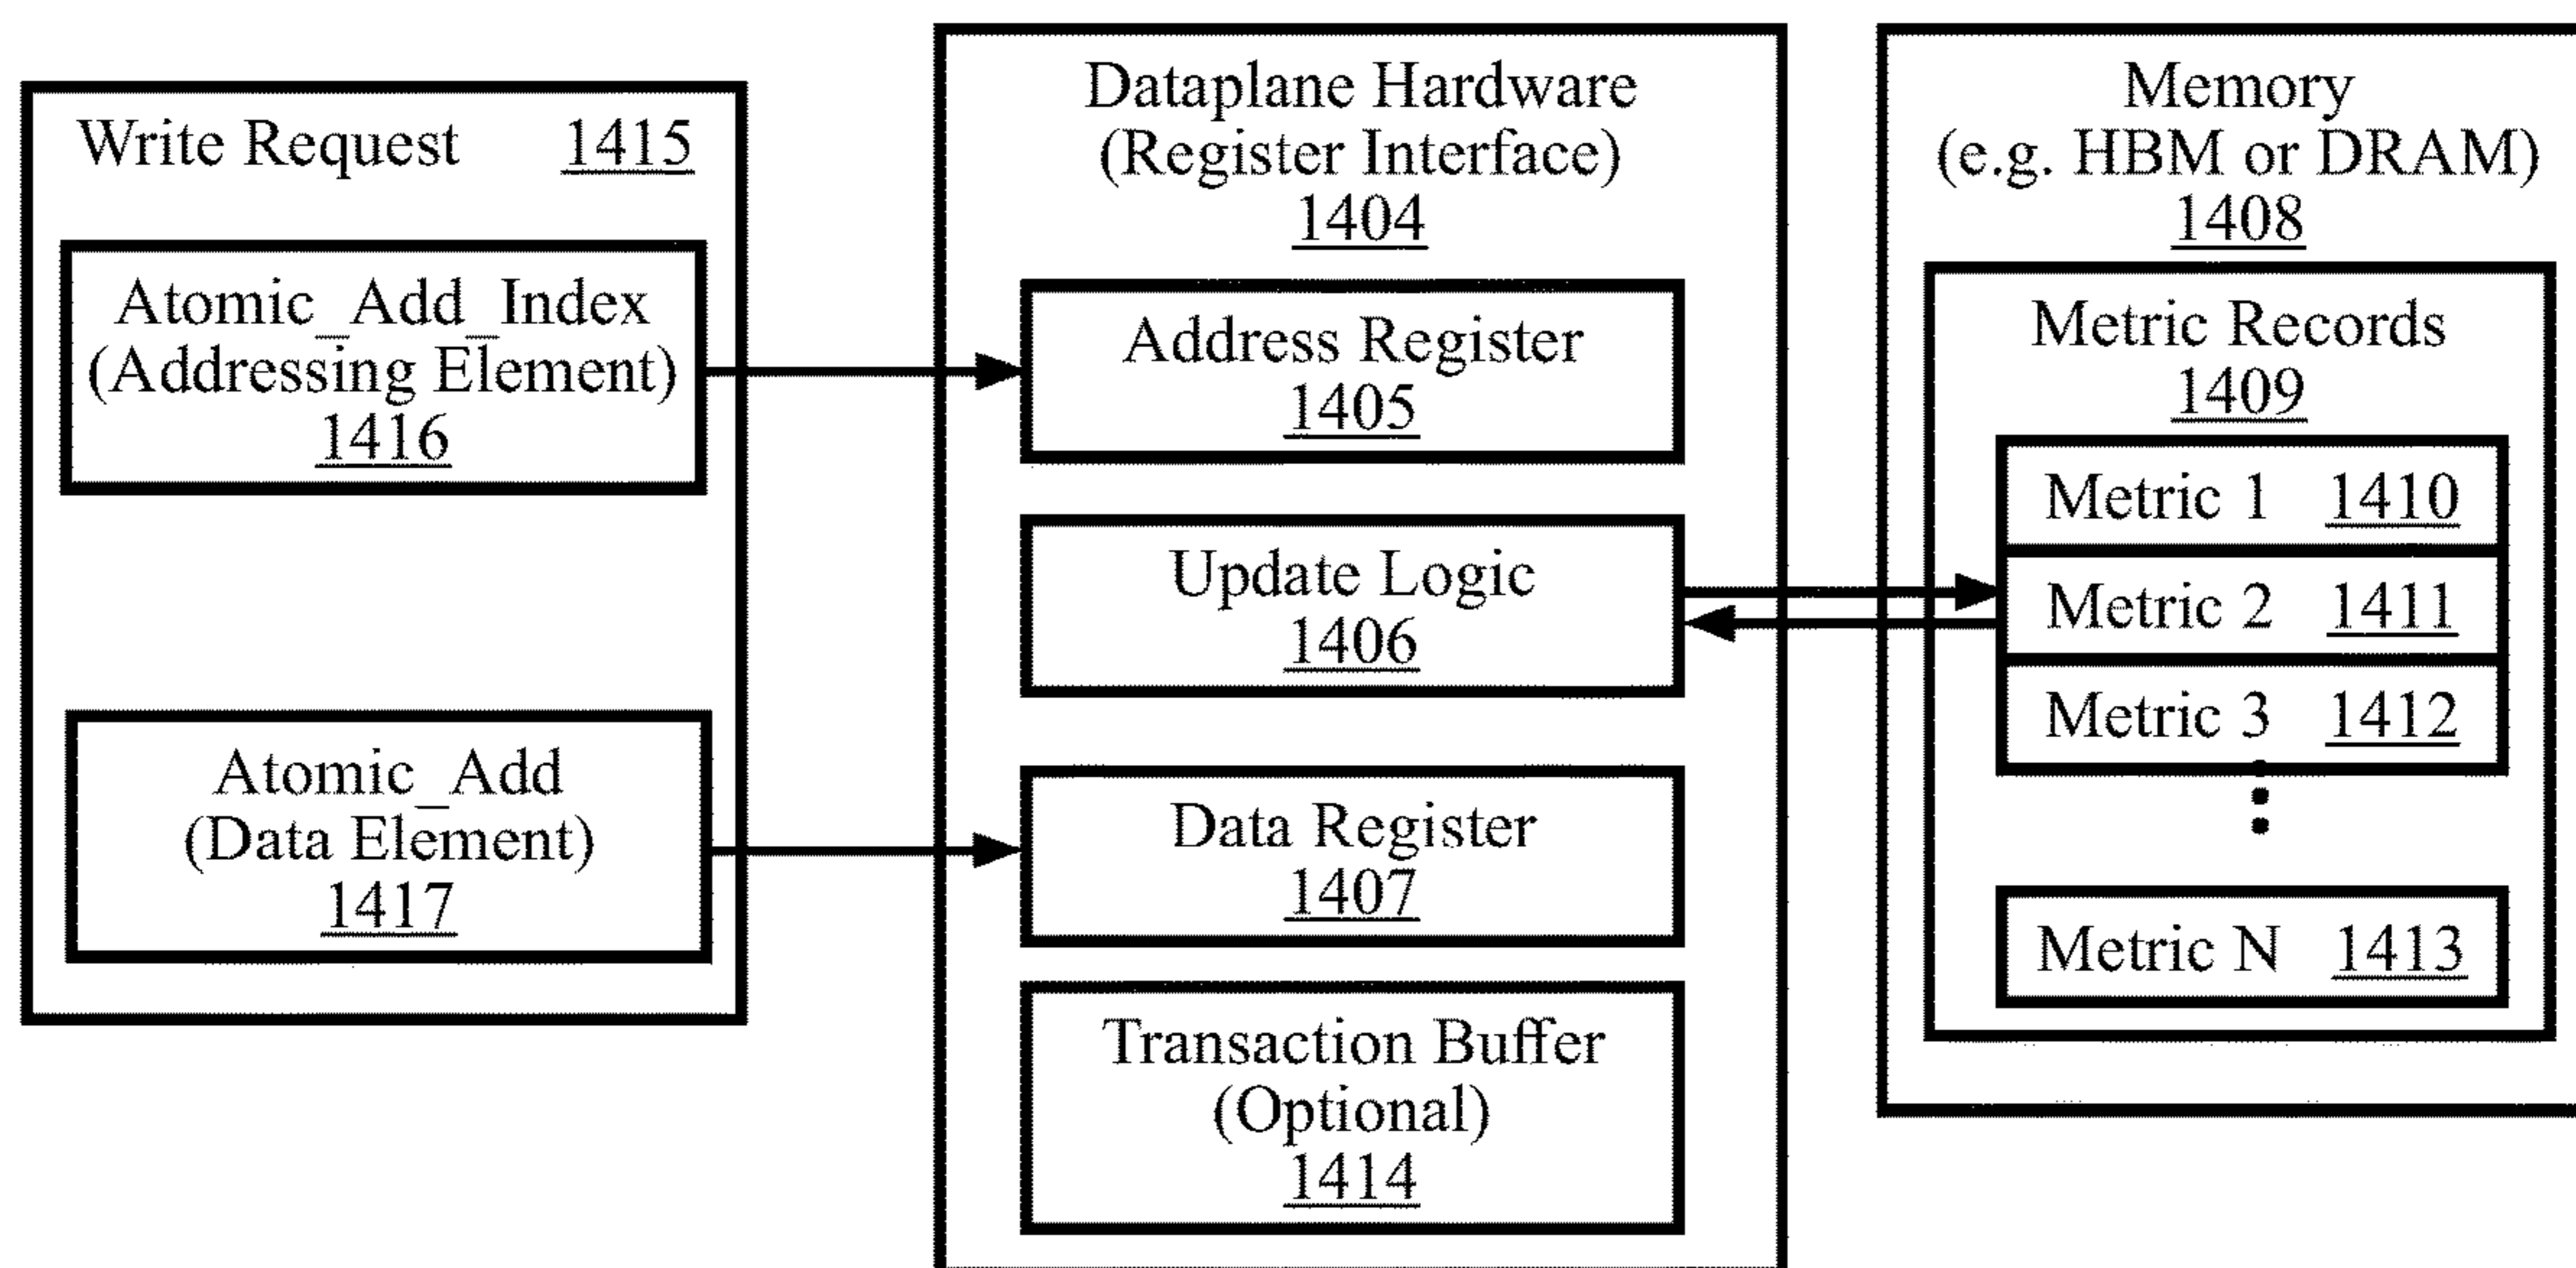 Write Request 1415
Atomic_Add_Index
(Addressing Element)
1416
Atomic_Add
(Data Element)
1417
Dataplane Hardware
(Register Interface)
1404
Address Register
1405
Update Logic
1406
Data Register
1407
Transaction Buffer
(Optional)
1414
Memory
(e.g. HBM or DRAM)
1408
Metric Records
1409
Metric 1 1410
Metric 2 1411
Metric 3 1412
Metric N 1413